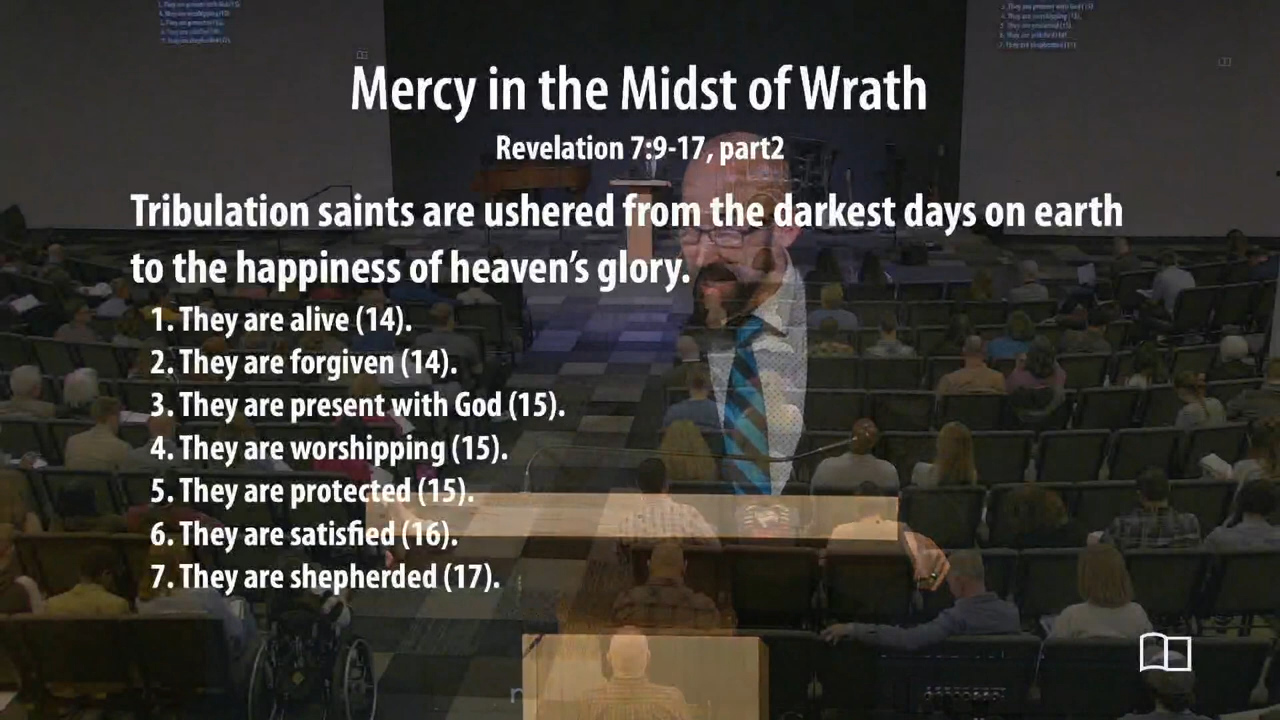 Mercy in the Midst of Wrath
Revelation 7:9-17, part2
Tribulation saints are ushered from the darkest days on earth
to the happiness of heaven's glory.
1. They are alive (14).
2. They are forgiven (14).
3. They are present with God (15).
4. They are worshipping (15).
5. They are protected (15).
6. They are satisfied (16).
7. They are shepherded (17).